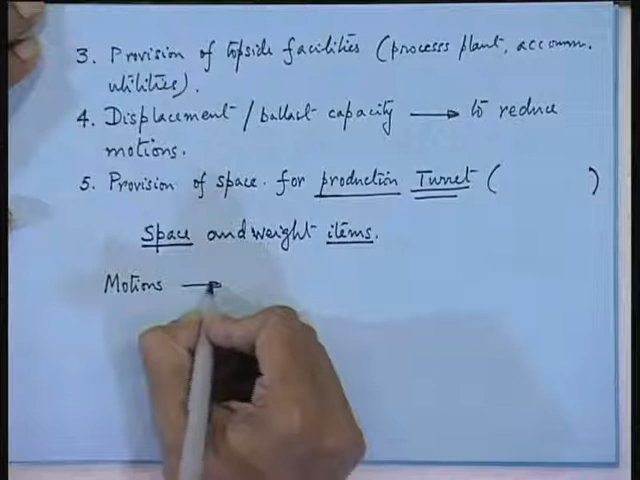 3. Provision of topside facilities (process plant, accomm.
utilities).
4. Displacement / ballast capacity → to reduce
motions.
5. Provision of space for production Turret (          )
Space and weight items.
Motions →